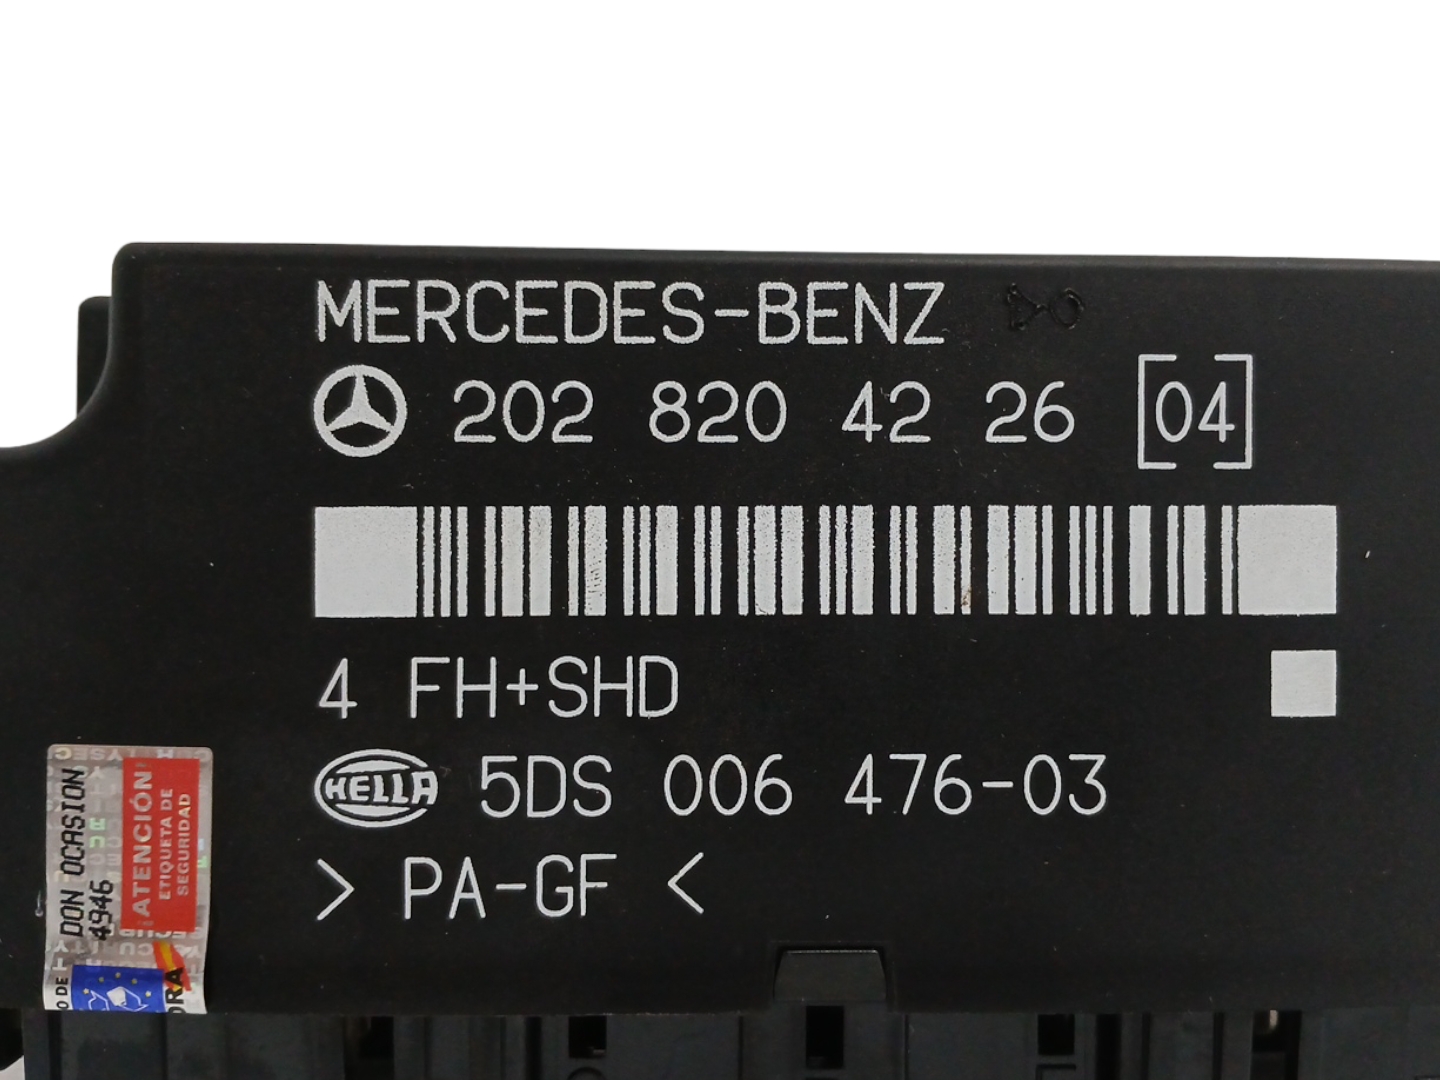 MERCEDES-BENZ
202 820 42 26 [04]
4 FH+SHD
HELLA 5DS 006 476-03
> PA-GF <
DON OCASION
4946
¡ATENCIÓN!
ETIQUETA DE
SEGURIDAD